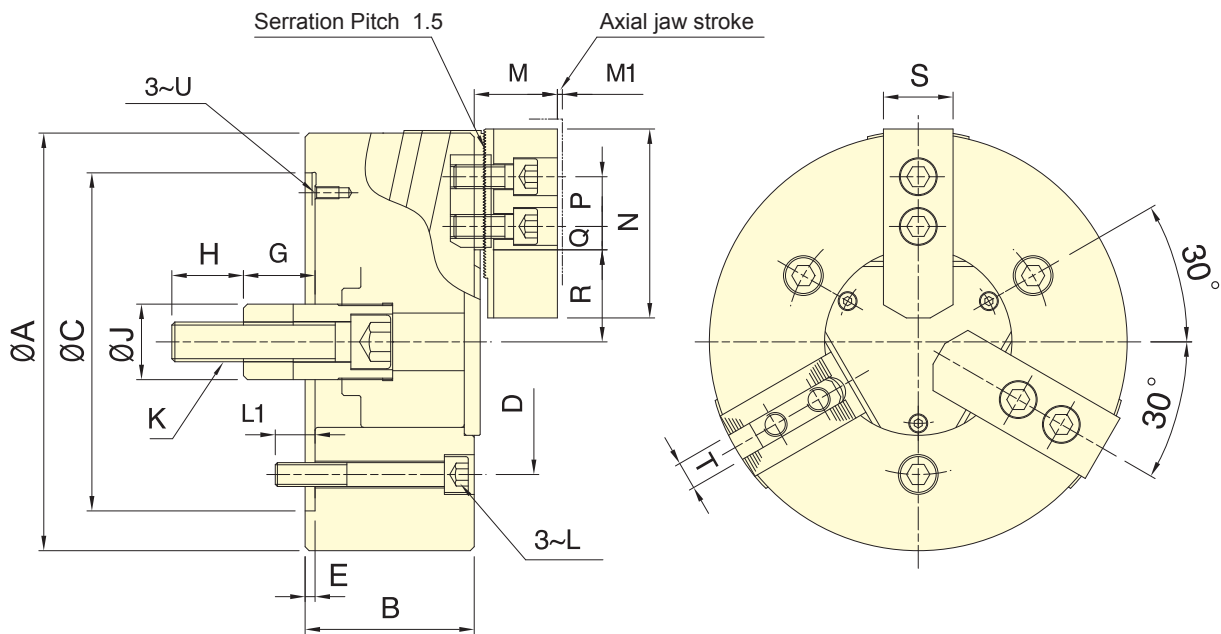 Serration Pitch 1.5
Axial jaw stroke
M
M1
S
3~U
P
N
Q
H
G
R
30°
ØA
ØC
ØJ
30°
K
L1
D
T
3~L
E
B